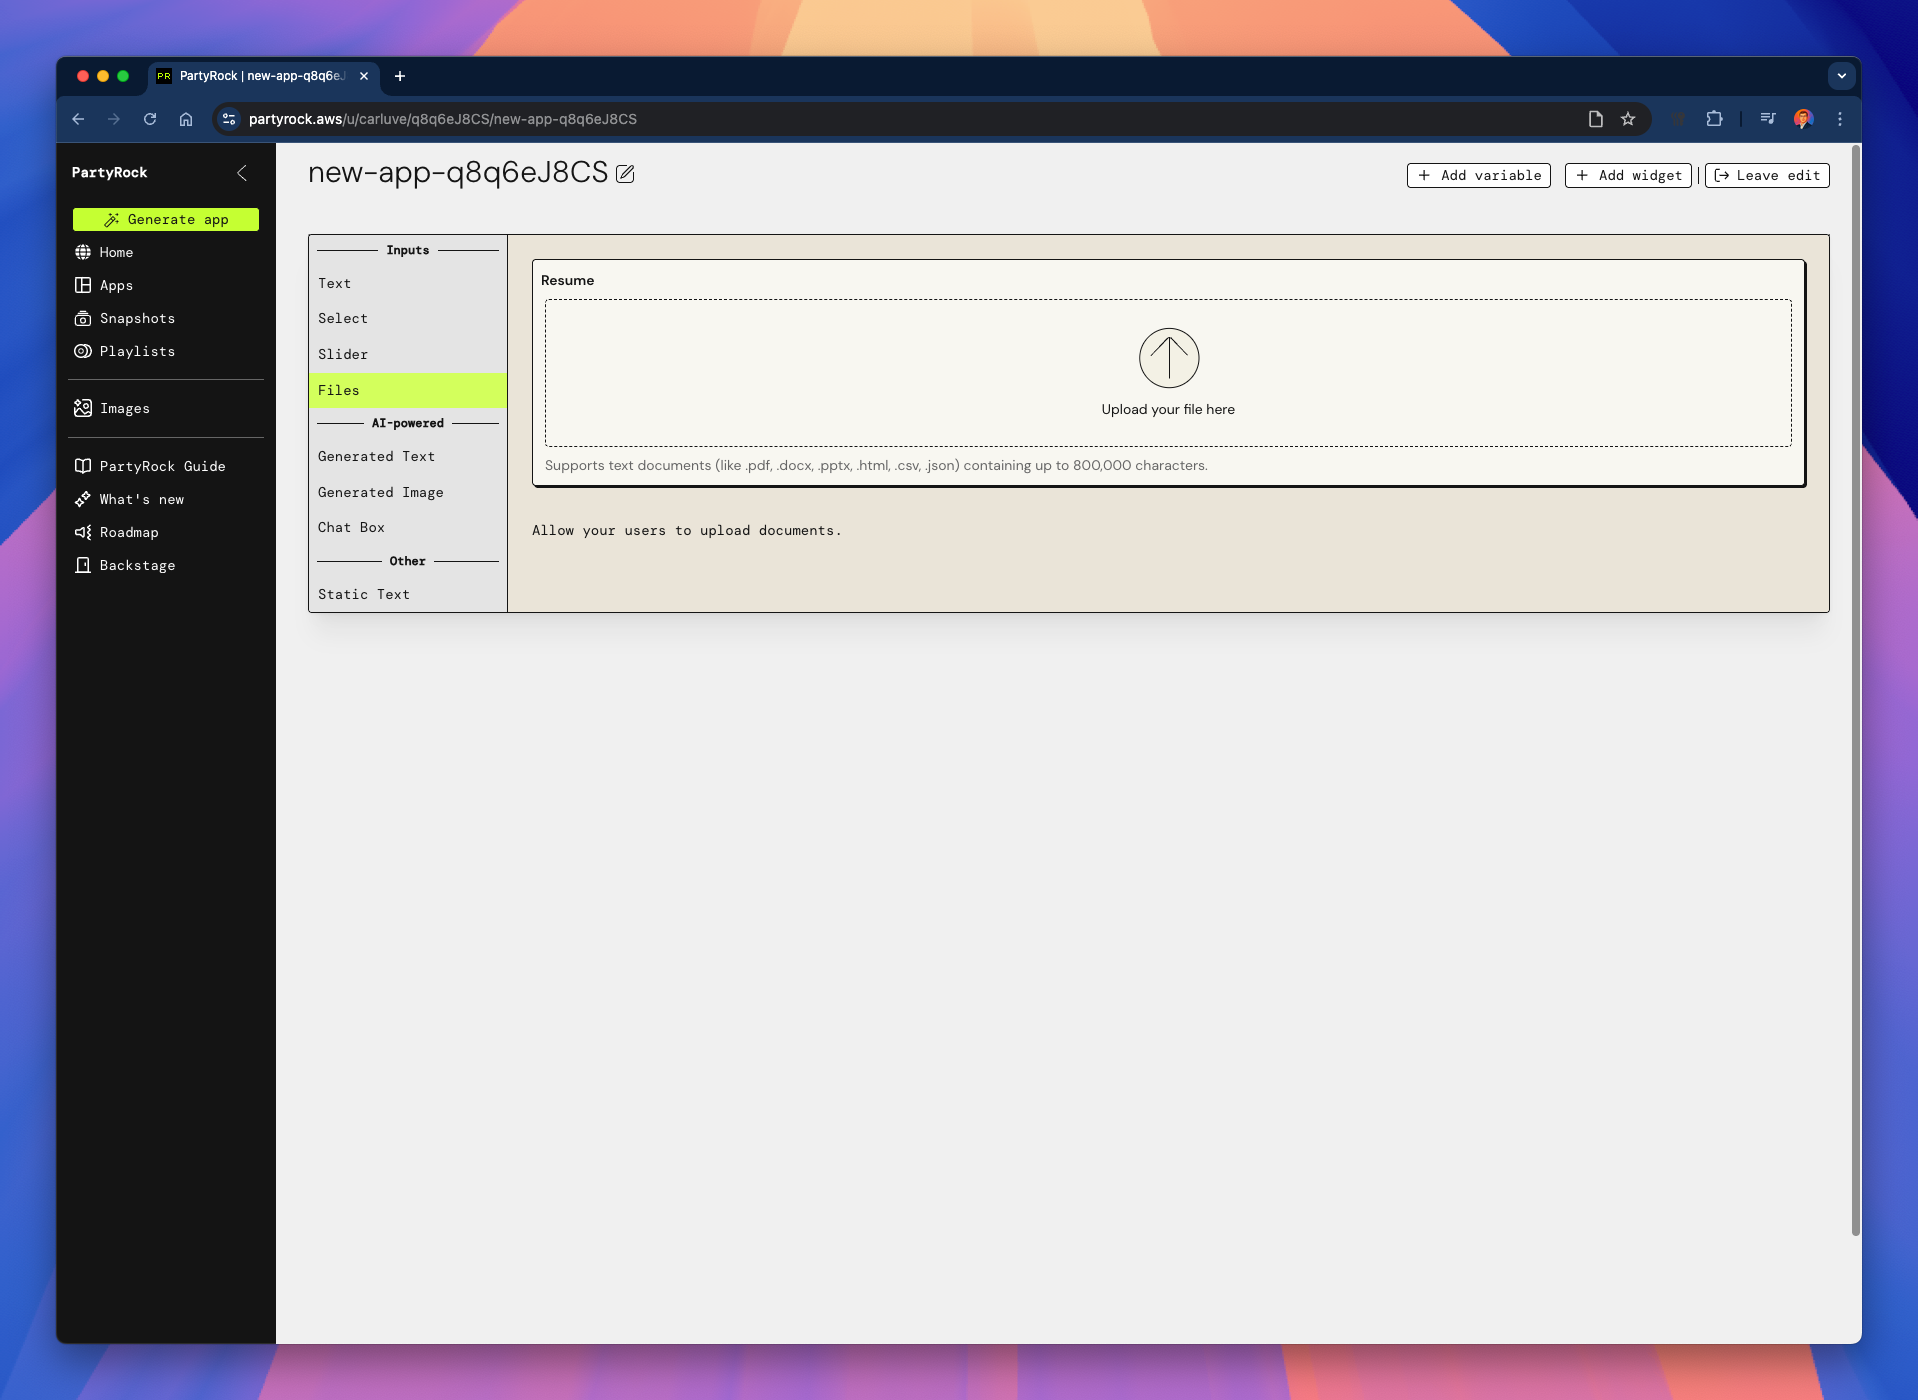 PR PartyRock | new-app-q8q6eJ
partyrock.aws/u/carluve/q8q6eJ8CS/new-app-q8q6eJ8CS
PartyRock
Generate app
Home
Apps
Snapshots
Playlists
Images
PartyRock Guide
What's new
Roadmap
Backstage
new-app-q8q6eJ8CS
Add variable
Add widget
Leave edit
Inputs
Text
Select
Slider
Files
AI-powered
Generated Text
Generated Image
Chat Box
Other
Static Text
Resume
Upload your file here
Supports text documents (like .pdf, .docx, .pptx, .html, .csv, .json) containing up to 800,000 characters.
Allow your users to upload documents.